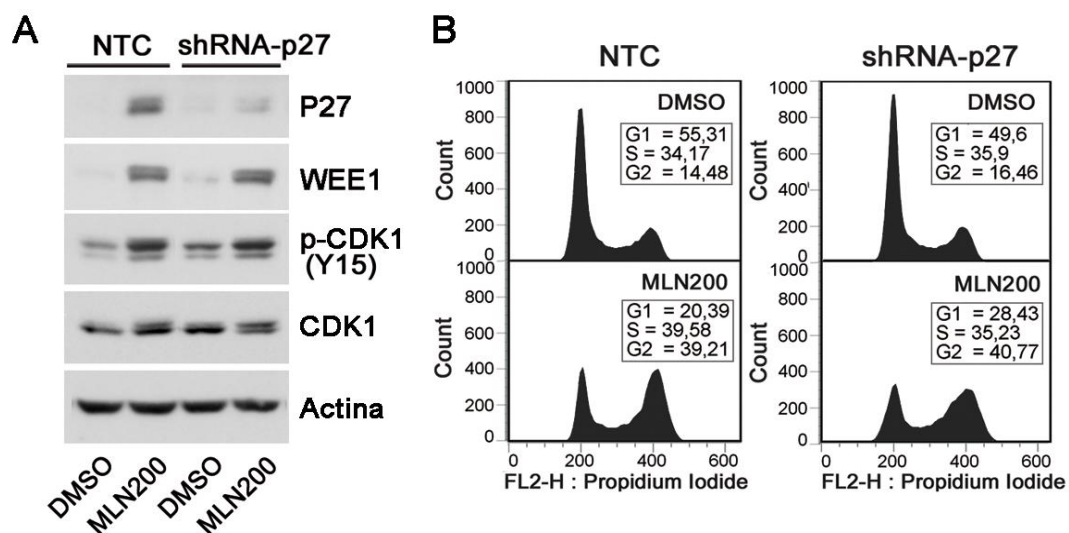 A
NTC shRNA-p27
P27
WEE1
p-CDK1
(Y15)
CDK1
Actina
DMSO
MLN200
DMSO
MLN200
B
NTC
1000
800
600
400
200
0
Count
DMSO
G1 = 55,31
S = 34,17
G2 = 14,48
1000
800
600
400
200
0
Count
MLN200
G1 = 20,39
S = 39,58
G2 = 39,21
0 200 400 600
FL2-H : Propidium Iodide
shRNA-p27
1000
800
600
400
200
0
Count
DMSO
G1 = 49,6
S = 35,9
G2 = 16,46
1000
800
600
400
200
0
Count
MLN200
G1 = 28,43
S = 35,23
G2 = 40,77
0 200 400 600
FL2-H : Propidium Iodide